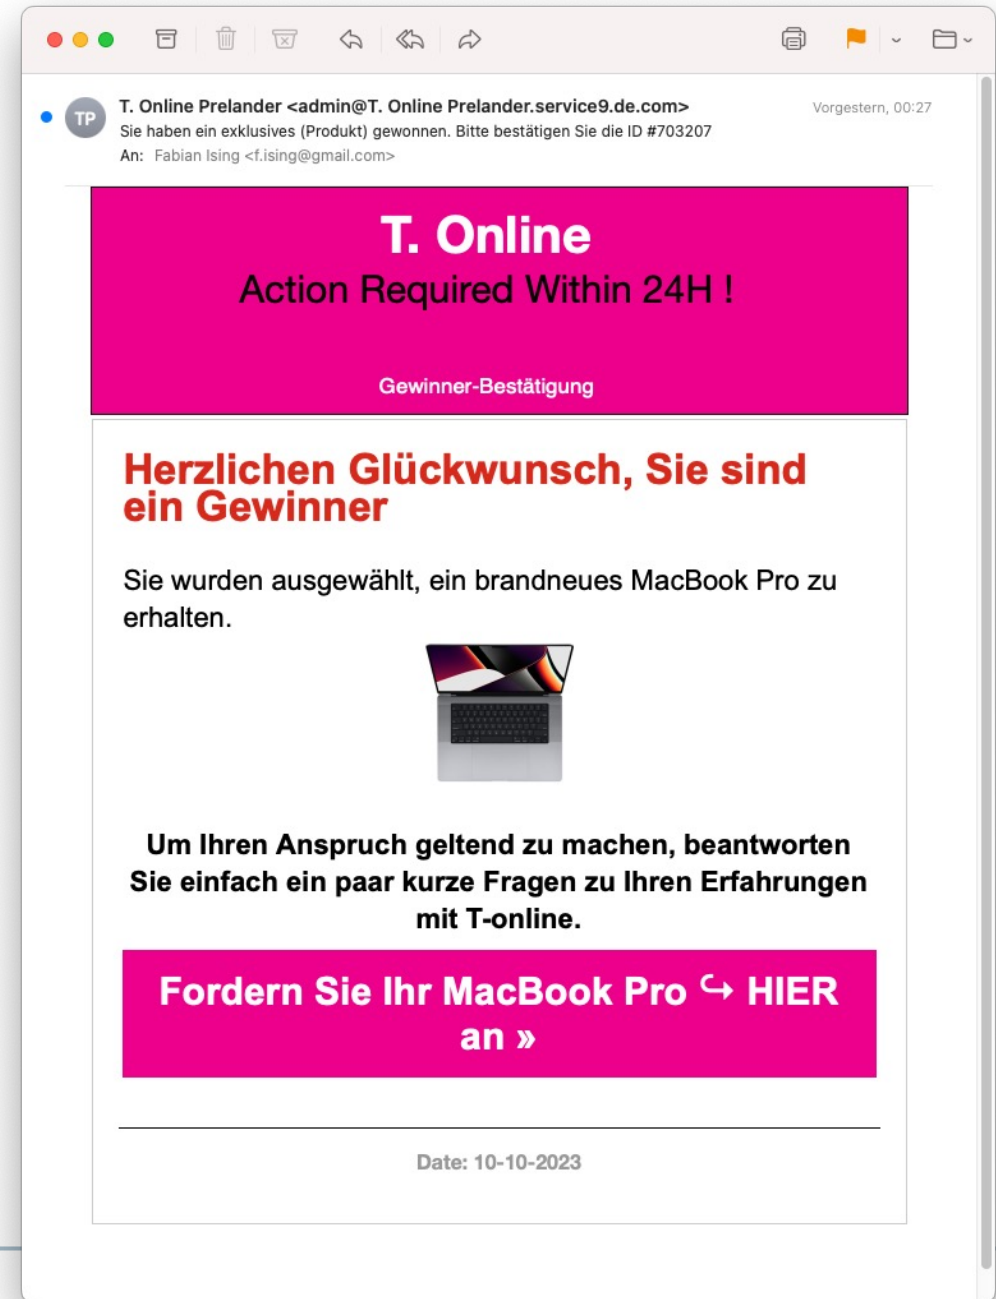 TP
T. Online Prelander <admin@T. Online Prelander.service9.de.com>
Vorgestern, 00:27
Sie haben ein exklusives (Produkt) gewonnen. Bitte bestätigen Sie die ID #703207
An: Fabian Ising <f.ising@gmail.com>
T. Online
Action Required Within 24H !
Gewinner-Bestätigung
Herzlichen Glückwunsch, Sie sind
ein Gewinner
Sie wurden ausgewählt, ein brandneues MacBook Pro zu
erhalten.
Um Ihren Anspruch geltend zu machen, beantworten
Sie einfach ein paar kurze Fragen zu Ihren Erfahrungen
mit T-online.
Fordern Sie Ihr MacBook Pro ↪ HIER
an »
Date: 10-10-2023